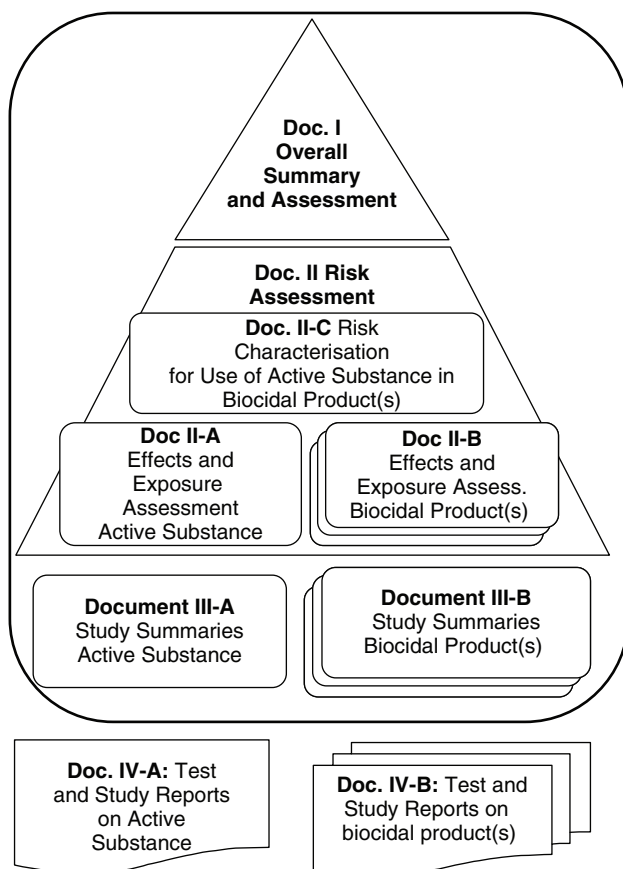 Doc. I
Overall
Summary
and Assessment
Doc. II Risk
Assessment
Doc. II-C Risk
Characterisation
for Use of Active Substance in
Biocidal Product(s)
Doc II-A
Effects and
Exposure
Assessment
Active Substance
Doc II-B
Effects and
Exposure Assess.
Biocidal Product(s)
Document III-A
Study Summaries
Active Substance
Document III-B
Study Summaries
Biocidal Product(s)
Doc. IV-A: Test
and Study Reports
on Active
Substance
Doc. IV-B: Test and
Study Reports on
biocidal product(s)